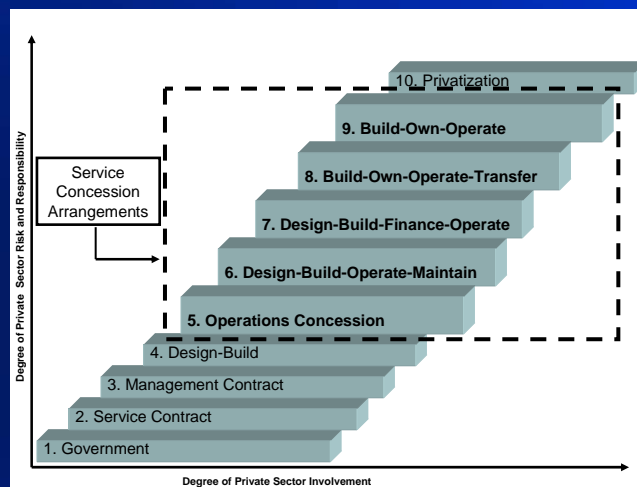 10. Privatization
9. Build-Own-Operate
Service
Concession
Arrangements
8. Build-Own-Operate-Transfer
7. Design-Build-Finance-Operate
6. Design-Build-Operate-Maintain
5. Operations Concession
4. Design-Build
3. Management Contract
2. Service Contract
1. Government
Degree of Private Sector Risk and Responsibility
Degree of Private Sector Involvement